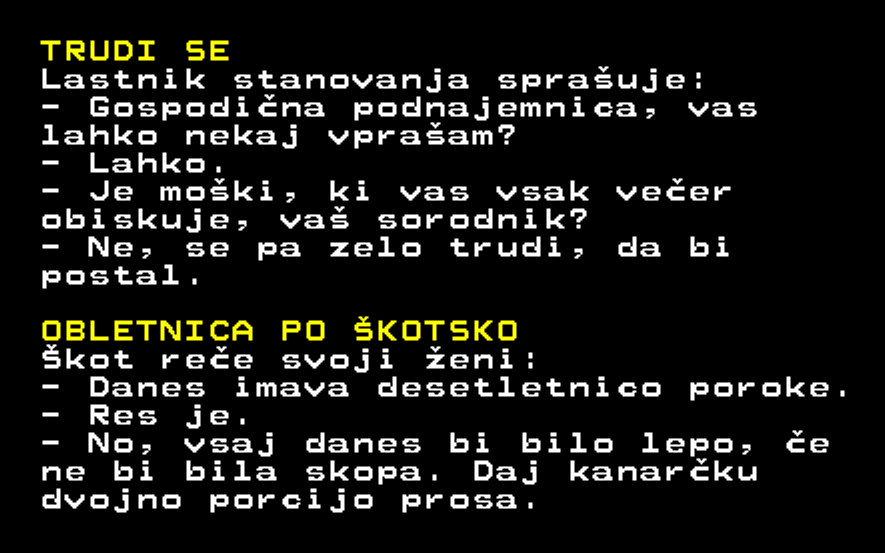 TRUDI SE
Lastnik stanovanja sprašuje:
- Gospodična podnajemnica, vas
lahko nekaj vprašam?
- Lahko.
- Je moški, ki vas vsak večer
obiskuje, vaš sorodnik?
- Ne, se pa zelo trudi, da bi
postal.
OBLETNICA PO ŠKOTSKO
Škot reče svoji ženi:
- Danes imava desetletnico poroke.
- Res je.
- No, vsaj danes bi bilo lepo, če
ne bi bila skopa. Daj kanarčku
dvojno porcijo prosa.